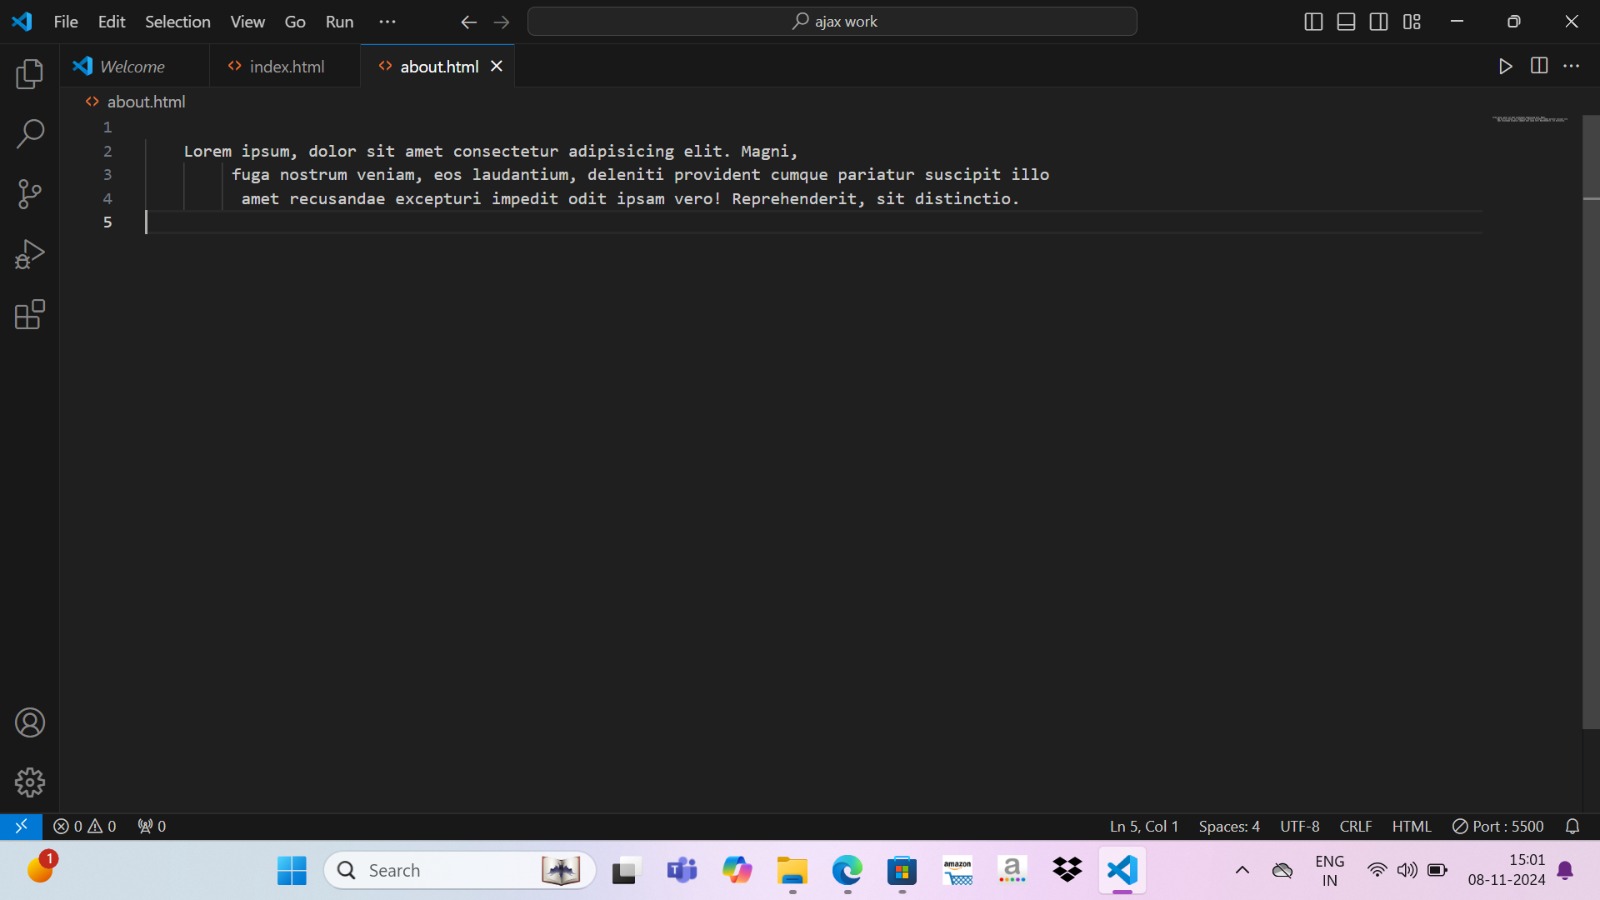 File Edit Selection View Go Run ajax work
Welcome index.html about.html
about.html
1
2 Lorem ipsum, dolor sit amet consectetur adipisicing elit. Magni,
3 fuga nostrum veniam, eos laudantium, deleniti provident cumque pariatur suscipit illo
4 amet recusandae excepturi impedit odit ipsam vero! Reprehenderit, sit distinctio.
5
0 0 0 Ln 5, Col 1 Spaces: 4 UTF-8 CRLF HTML Port : 5500
1 Search amazon a ENG 15:01
IN 08-11-2024